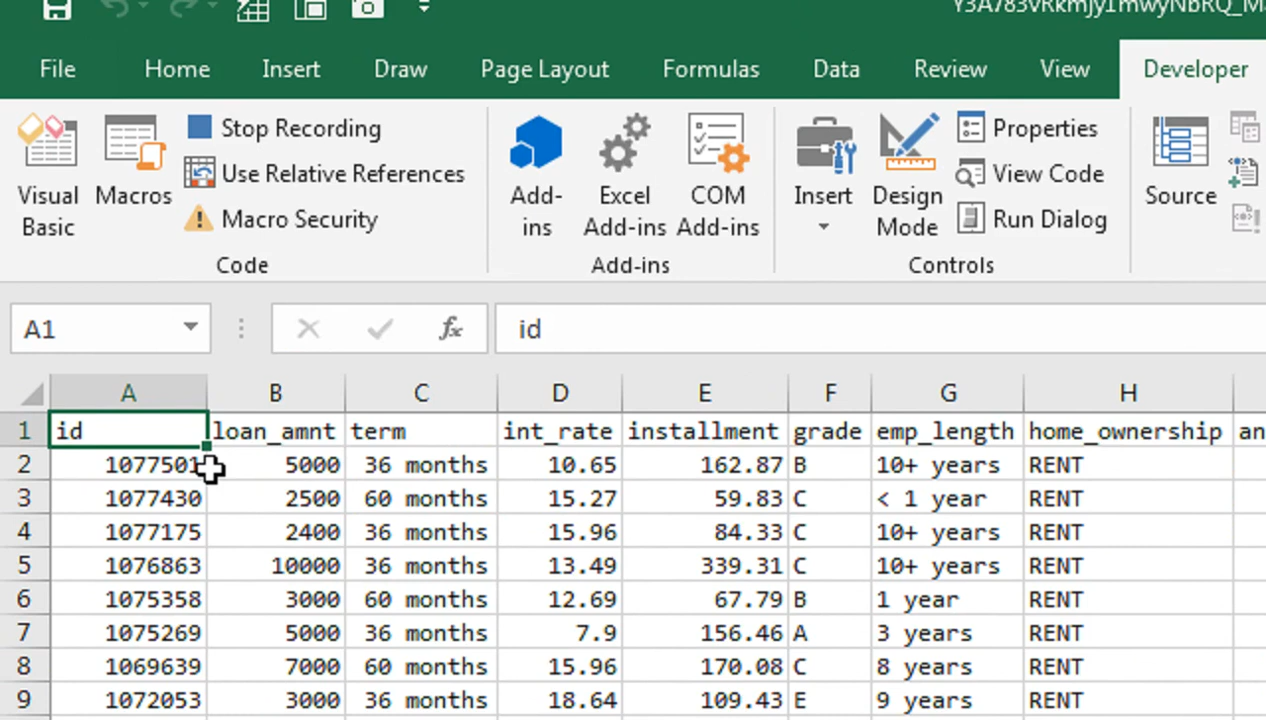 File Home Insert Draw Page Layout Formulas Data Review View Developer
Visual Basic
Macros
Stop Recording
Use Relative References
Macro Security
Code
Add-ins
Excel Add-ins
COM Add-ins
Add-ins
Insert
Design Mode
Properties
View Code
Run Dialog
Controls
Source
A1 fx id
A B C D E F G H
1 id loan_amnt term int_rate installment grade emp_length home_ownership an
2 1077501 5000 36 months 10.65 162.87 B 10+ years RENT
3 1077430 2500 60 months 15.27 59.83 C < 1 year RENT
4 1077175 2400 36 months 15.96 84.33 C 10+ years RENT
5 1076863 10000 36 months 13.49 339.31 C 10+ years RENT
6 1075358 3000 60 months 12.69 67.79 B 1 year RENT
7 1075269 5000 36 months 7.9 156.46 A 3 years RENT
8 1069639 7000 60 months 15.96 170.08 C 8 years RENT
9 1072053 3000 36 months 18.64 109.43 E 9 years RENT